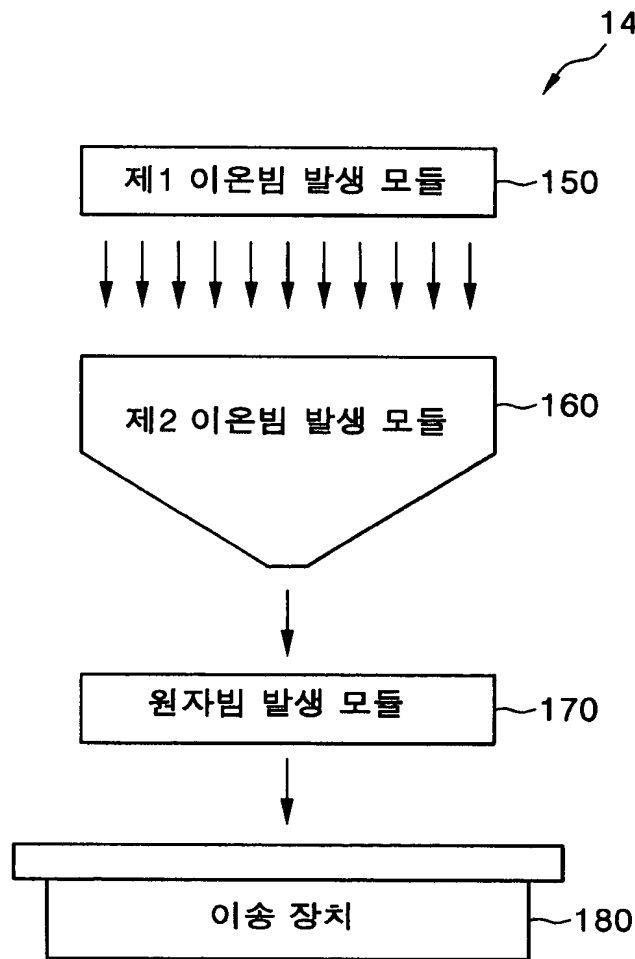 14
제1 이온빔 발생 모듈 150
제2 이온빔 발생 모듈 160
원자빔 발생 모듈 170
이송 장치 180